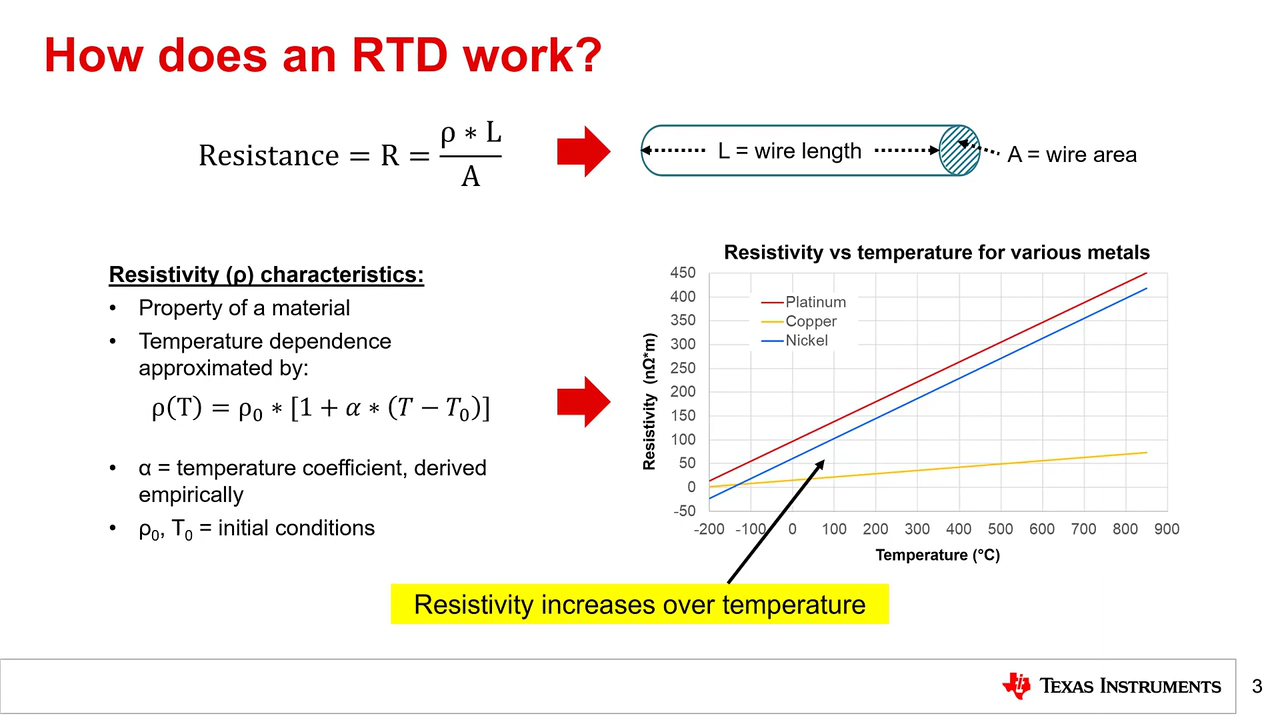 How does an RTD work?
Resistance = R = ρ ∗ L / A
L = wire length
A = wire area
Resistivity (ρ) characteristics:
• Property of a material
• Temperature dependence
approximated by:
ρ(T) = ρ₀ ∗ [1 + α ∗ (T − T₀)]
• α = temperature coefficient, derived
empirically
• ρ₀, T₀ = initial conditions
Resistivity vs temperature for various metals
Resistivity (nΩ*m)
450
400
350
300
250
200
150
100
50
0
-50
Platinum
Copper
Nickel
-200 -100 0 100 200 300 400 500 600 700 800 900
Temperature (°C)
Resistivity increases over temperature
TEXAS INSTRUMENTS
3